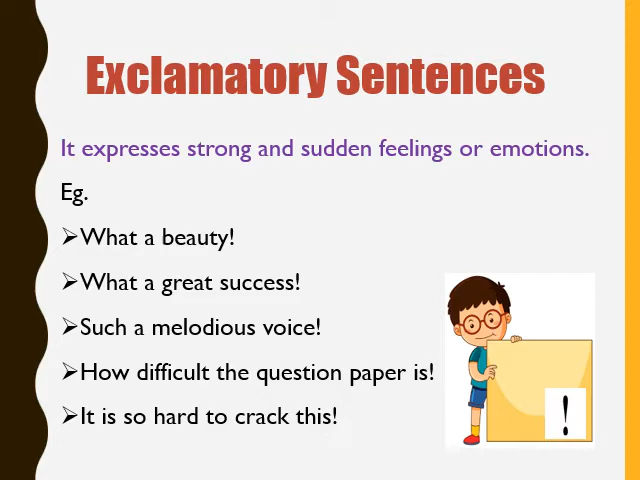 Exclamatory Sentences
It expresses strong and sudden feelings or emotions.
Eg.
➢What a beauty!
➢What a great success!
➢Such a melodious voice!
➢How difficult the question paper is!
➢It is so hard to crack this!
!